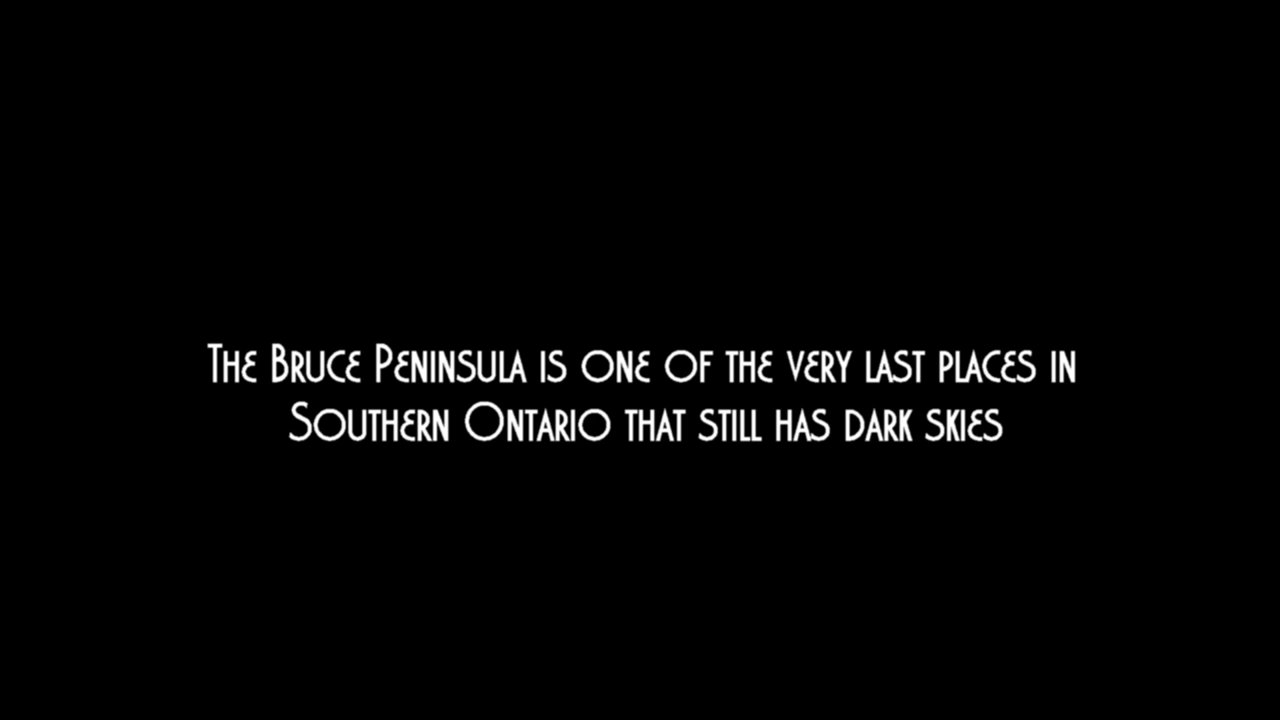 The Bruce Peninsula is one of the very last places in
Southern Ontario that still has dark skies